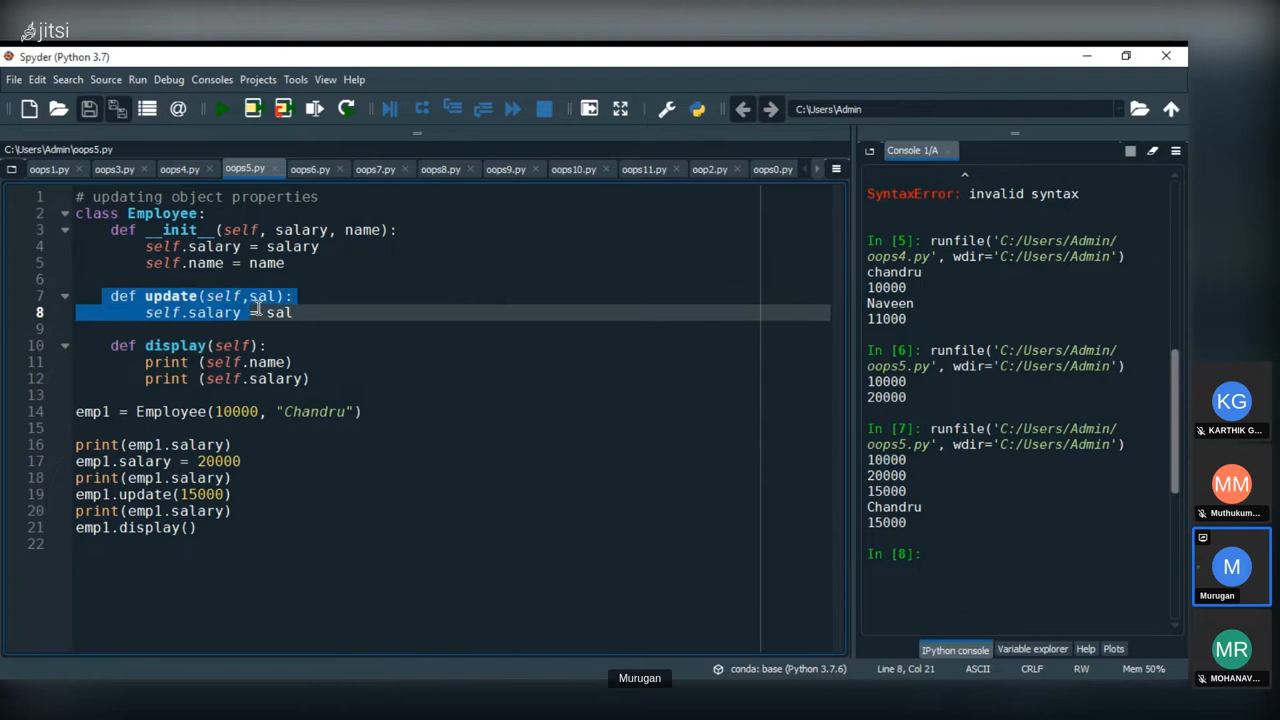 jitsi
Spyder (Python 3.7)
File Edit Search Source Run Debug Consoles Projects Tools View Help
C:\Users\Admin
C:\Users\Admin\oops5.py
oops1.py oops3.py oops4.py oops5.py oops6.py oops7.py oops8.py oops9.py oops10.py oops11.py oop2.py oops0.py
Console 1/A
1 # updating object properties
2 class Employee:
3 def __init__(self, salary, name):
4 self.salary = salary
5 self.name = name
6
7 def update(self,sal):
8 self.salary = sal
9
10 def display(self):
11 print (self.name)
12 print (self.salary)
13
14 emp1 = Employee(10000, "Chandru")
15
16 print(emp1.salary)
17 emp1.salary = 20000
18 print(emp1.salary)
19 emp1.update(15000)
20 print(emp1.salary)
21 emp1.display()
22
^
SyntaxError: invalid syntax
In [5]: runfile('C:/Users/Admin/
oops4.py', wdir='C:/Users/Admin')
chandru
10000
Naveen
11000
In [6]: runfile('C:/Users/Admin/
oops5.py', wdir='C:/Users/Admin')
10000
20000
In [7]: runfile('C:/Users/Admin/
oops5.py', wdir='C:/Users/Admin')
10000
20000
15000
Chandru
15000
In [8]:
IPython console Variable explorer Help Plots
conda: base (Python 3.7.6) Line 8, Col 21 ASCII CRLF RW Mem 50%
Murugan
KG
KARTHIK G...
MM
Muthukum...
M
Murugan
MR
MOHANAV...